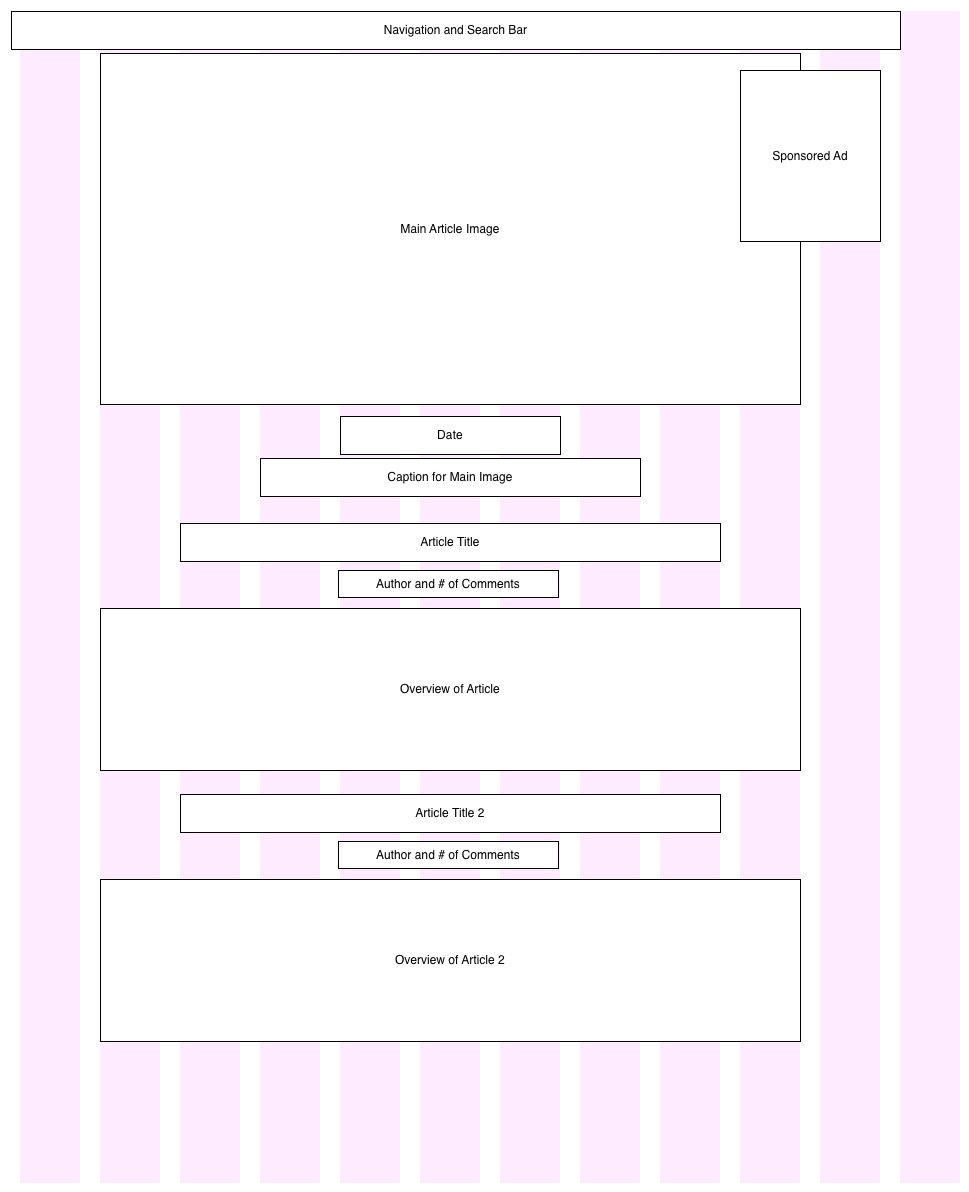 Navigation and Search Bar
Sponsored Ad
Main Article Image
Date
Caption for Main Image
Article Title
Author and # of Comments
Overview of Article
Article Title 2
Author and # of Comments
Overview of Article 2